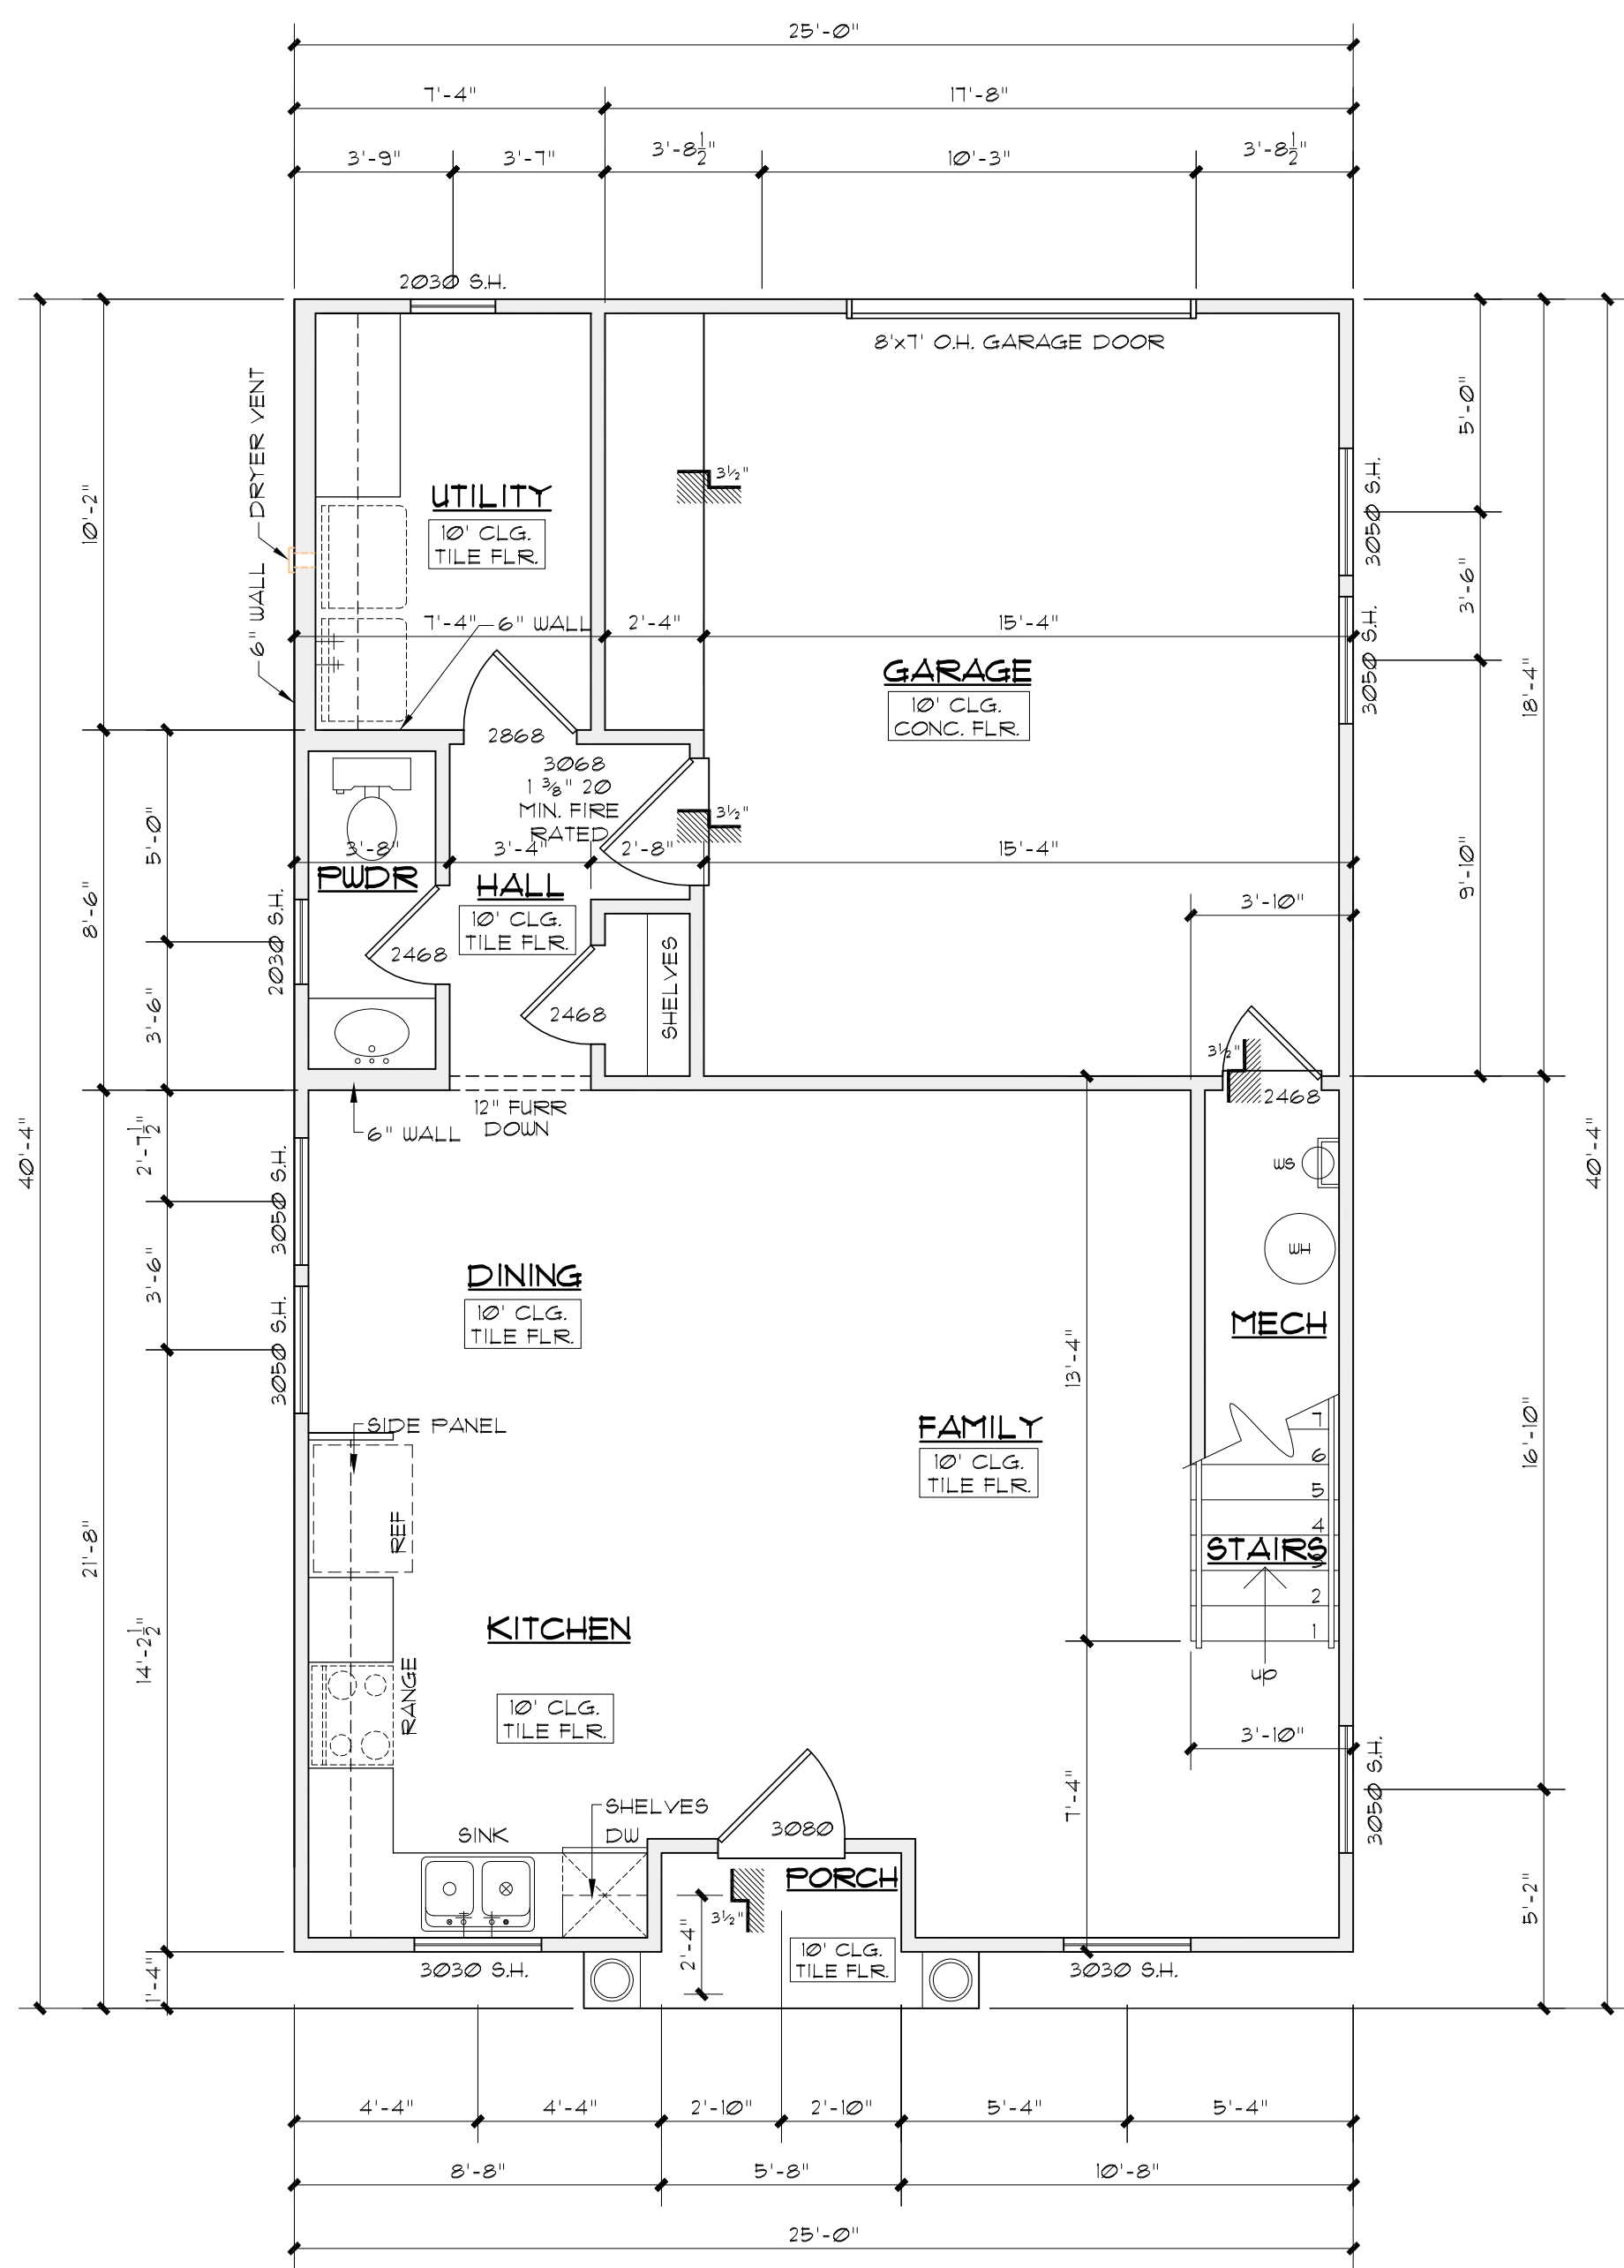 25'-0"
7'-4"
17'-8"
3'-9"
3'-7"
3'-8½"
10'-3"
3'-8½"
2030 S.H.
8'x7' O.H. GARAGE DOOR
DRYER VENT
6" WALL
10'-2"
5'-0"
3050 S.H.
3'-6"
3050 S.H.
18'-4"
UTILITY
10' CLG.
TILE FLR.
3½"
7'-4"
6" WALL
2'-4"
15'-4"
GARAGE
10' CLG.
CONC. FLR.
2868
3068
1 ⅜" 20
MIN. FIRE
RATED
3½"
5'-0"
3'-8"
3'-4"
2'-8"
15'-4"
9'-10"
PWDR
HALL
10' CLG.
TILE FLR.
3'-10"
8'-6"
2030 S.H.
2468
SHELVES
2468
3'-6"
3½"
2468
12" FURR
DOWN
6" WALL
40'-4"
2'-7½"
3050 S.H.
WS
40'-4"
WH
3'-6"
DINING
10' CLG.
TILE FLR.
3050 S.H.
MECH
13'-4"
SIDE PANEL
FAMILY
10' CLG.
TILE FLR.
16'-10"
7
6
5
4
STAIRS
3
2
1
up
REF
21'-8"
14'-2½"
KITCHEN
10' CLG.
TILE FLR.
RANGE
3'-10"
3050 S.H.
7'-4"
SHELVES
SINK
DW
3080
PORCH
3½"
2'-4"
10' CLG.
TILE FLR.
5'-2"
1'-4"
3030 S.H.
3030 S.H.
4'-4"
4'-4"
2'-10"
2'-10"
5'-4"
5'-4"
8'-8"
5'-8"
10'-8"
25'-0"